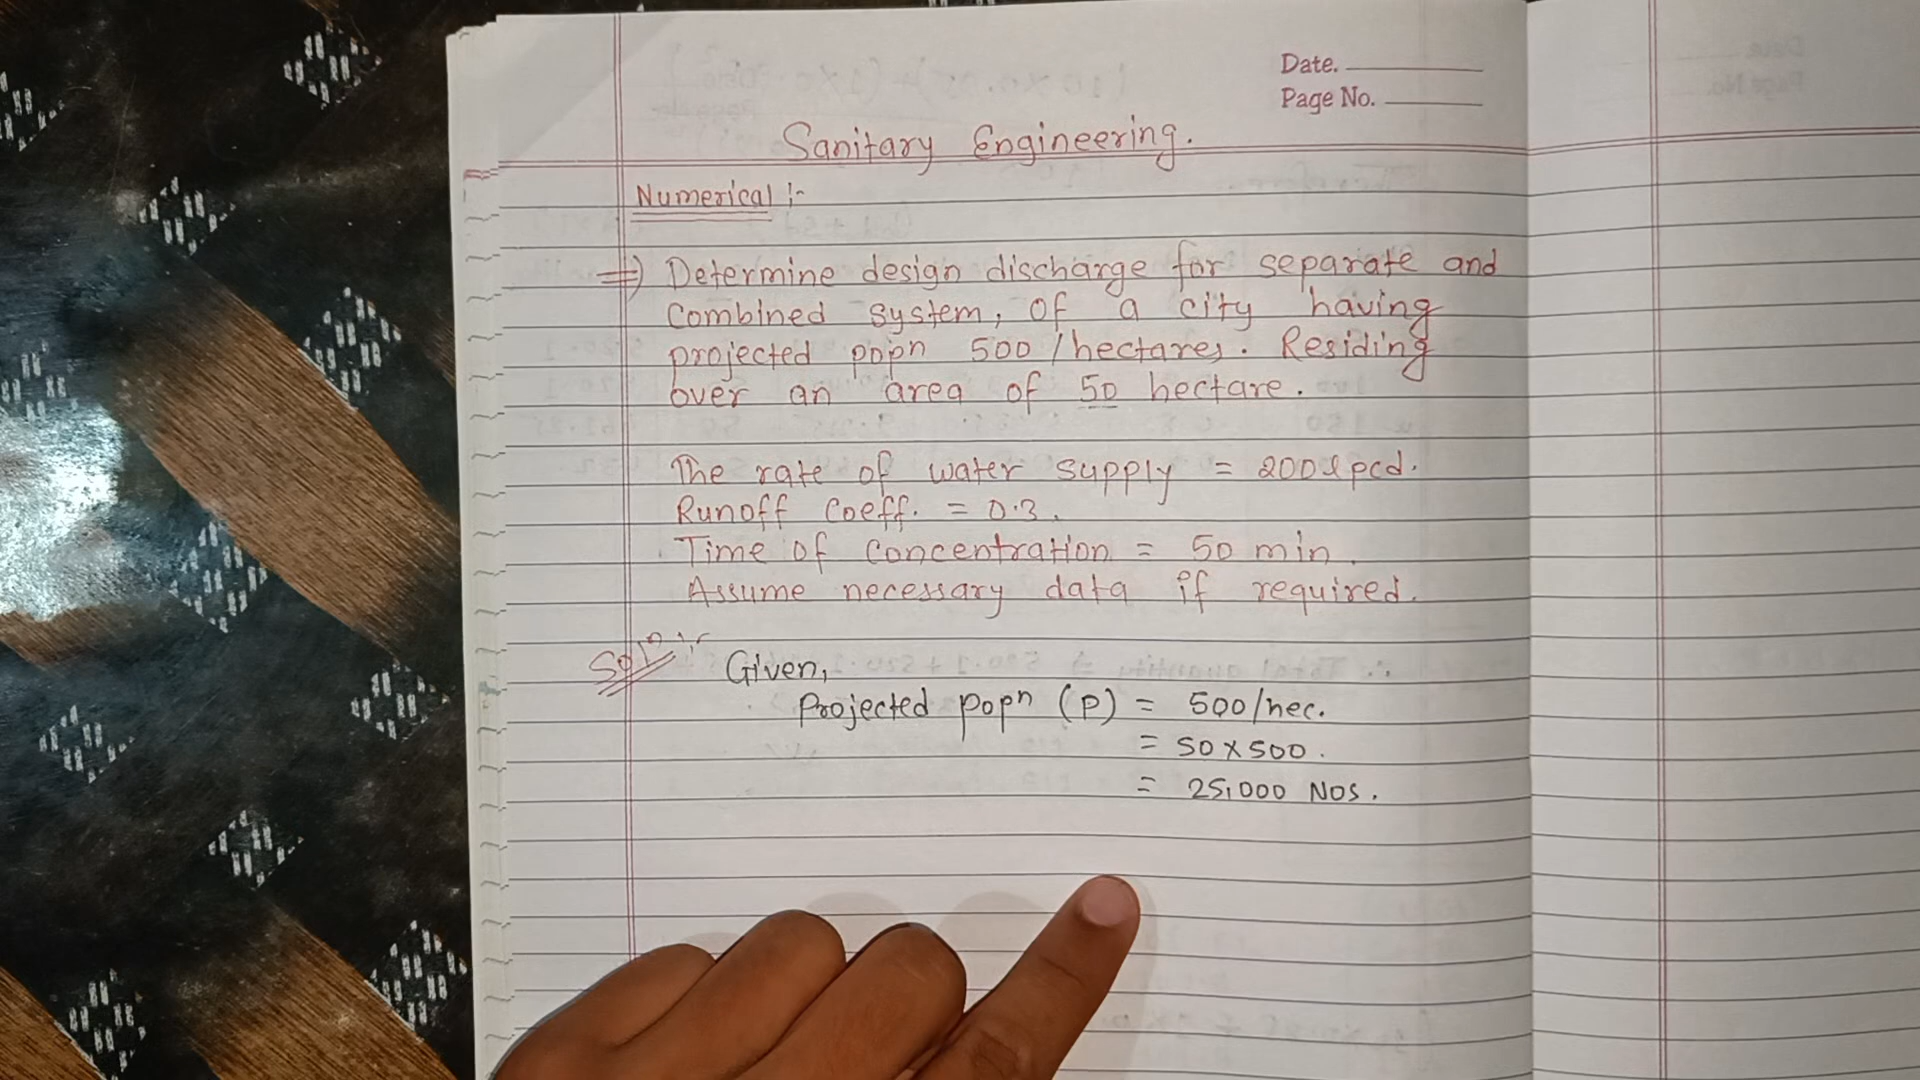 Date.
Page No.
Sanitary Engineering.
Numerical :-
⇒) Determine design discharge for separate and
combined system, of a city having
projected popn 500 / hectares. Residing
over an area of 50 hectare.
The rate of water supply = 200 l pcd.
Runoff coeff. = 0.3.
Time of concentration = 50 min.
Assume necessary data if required.
Soln :-
Given,
Projected popn (P) = 500/hec.
= 50 x 500.
= 25,000 Nos.